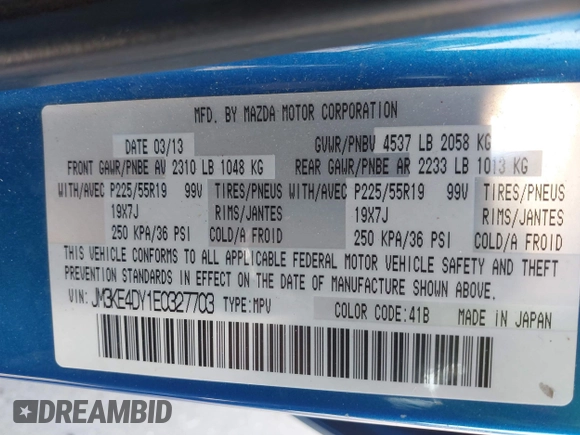 MFD. BY MAZDA MOTOR CORPORATION
DATE 03/13 GVWR/PNBV 4537 LB 2058 KG
FRONT GAWR/PNBE AV 2310 LB 1048 KG REAR GAWR/PNBE AR 2233 LB 1013 KG
WITH/AVEC P225/55R19 99V TIRES/PNEUS WITH/AVEC P225/55R19 99V TIRES/PNEUS
19X7J RIMS/JANTES 19X7J RIMS/JANTES
250 KPA/36 PSI COLD/A FROID 250 KPA/36 PSI COLD/A FROID
THIS VEHICLE CONFORMS TO ALL APPLICABLE FEDERAL MOTOR VEHICLE SAFETY AND THEFT
PREVENTION STANDARDS IN EFFECT ON THE DATE OF MANUFACTURE SHOWN ABOVE.
VIN: JM3KE4DY1E0327703 TYPE:MPV COLOR CODE:41B MADE IN JAPAN
DREAMBID